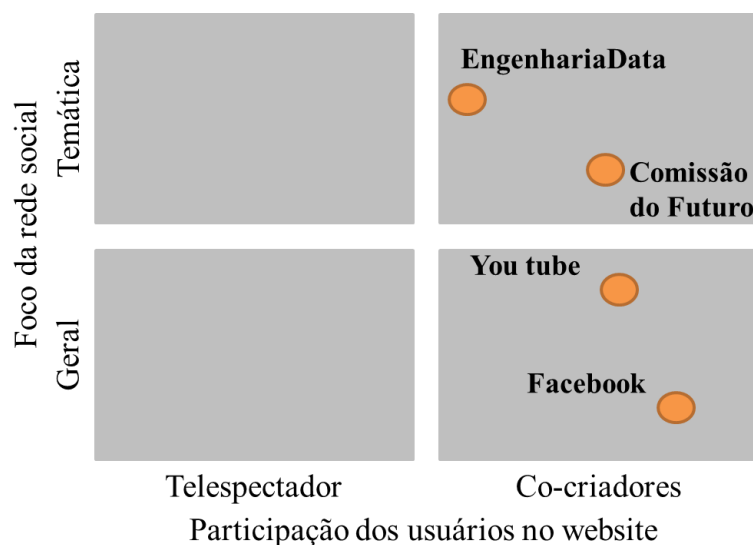 Foco da rede social
Temática
EngenhariaData
Comissão
do Futuro
Geral
You tube
Facebook
Telespectador
Co-criadores
Participação dos usuários no website